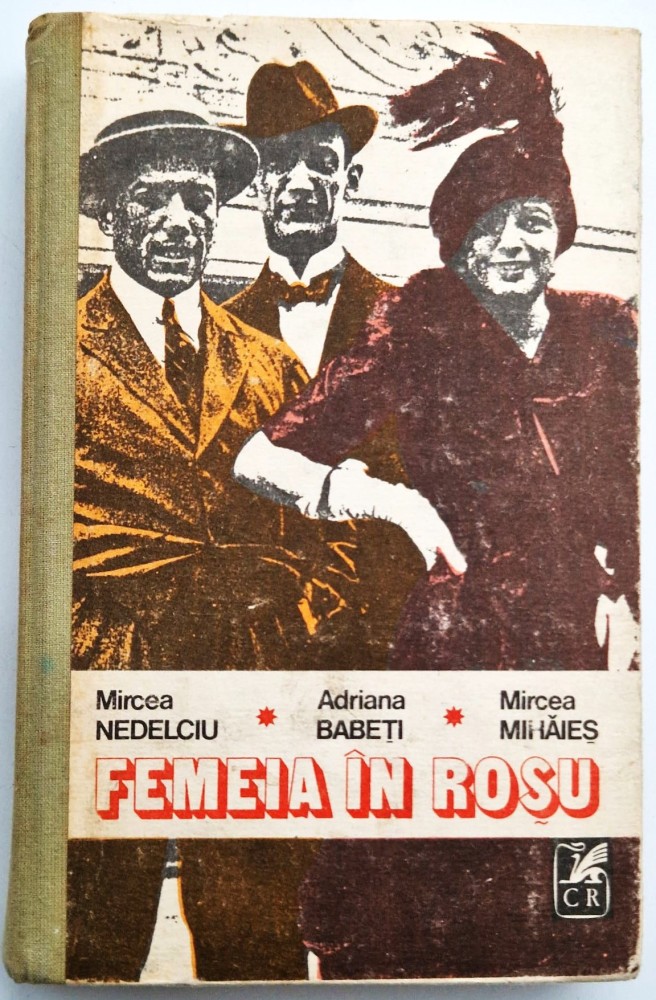 Mircea * Adriana * Mircea
NEDELCIU BABEȚI MIHĂIEȘ
FEMEIA ÎN ROȘU
CR